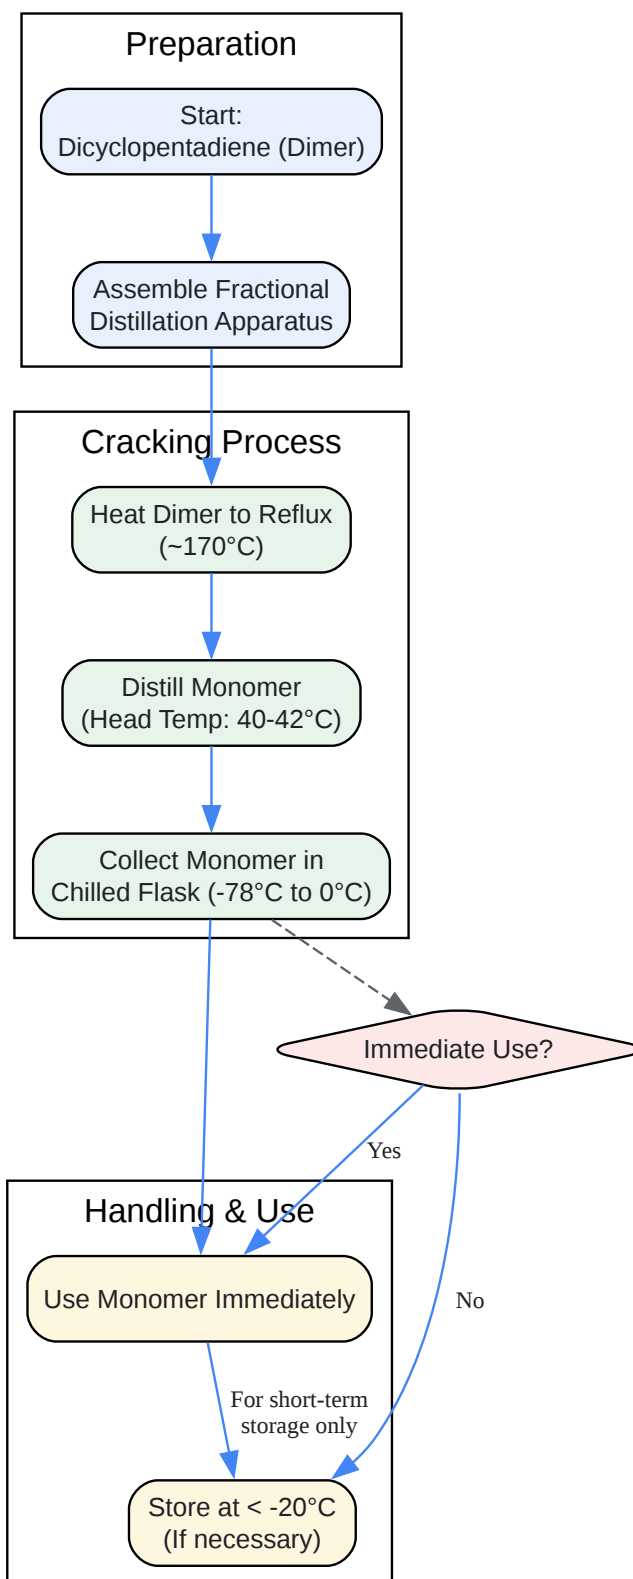 Preparation
Start:
Dicyclopentadiene (Dimer)
Assemble Fractional
Distillation Apparatus
Cracking Process
Heat Dimer to Reflux
(~170°C)
Distill Monomer
(Head Temp: 40-42°C)
Collect Monomer in
Chilled Flask (-78°C to 0°C)
Immediate Use?
Yes
Handling & Use
Use Monomer Immediately
No
For short-term
storage only
Store at < -20°C
(If necessary)